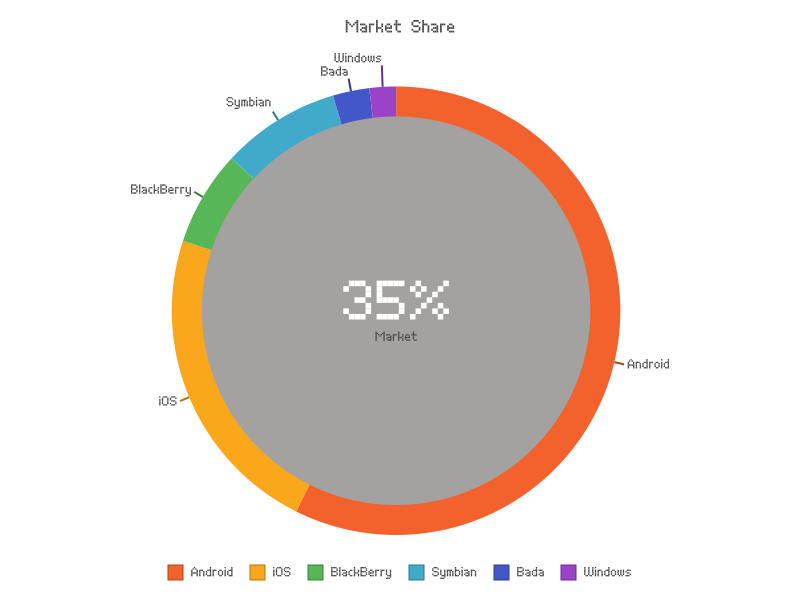 Market Share
Windows
Bada
Symbian
BlackBerry
35%
Market
Android
iOS
Android iOS BlackBerry Symbian Bada Windows